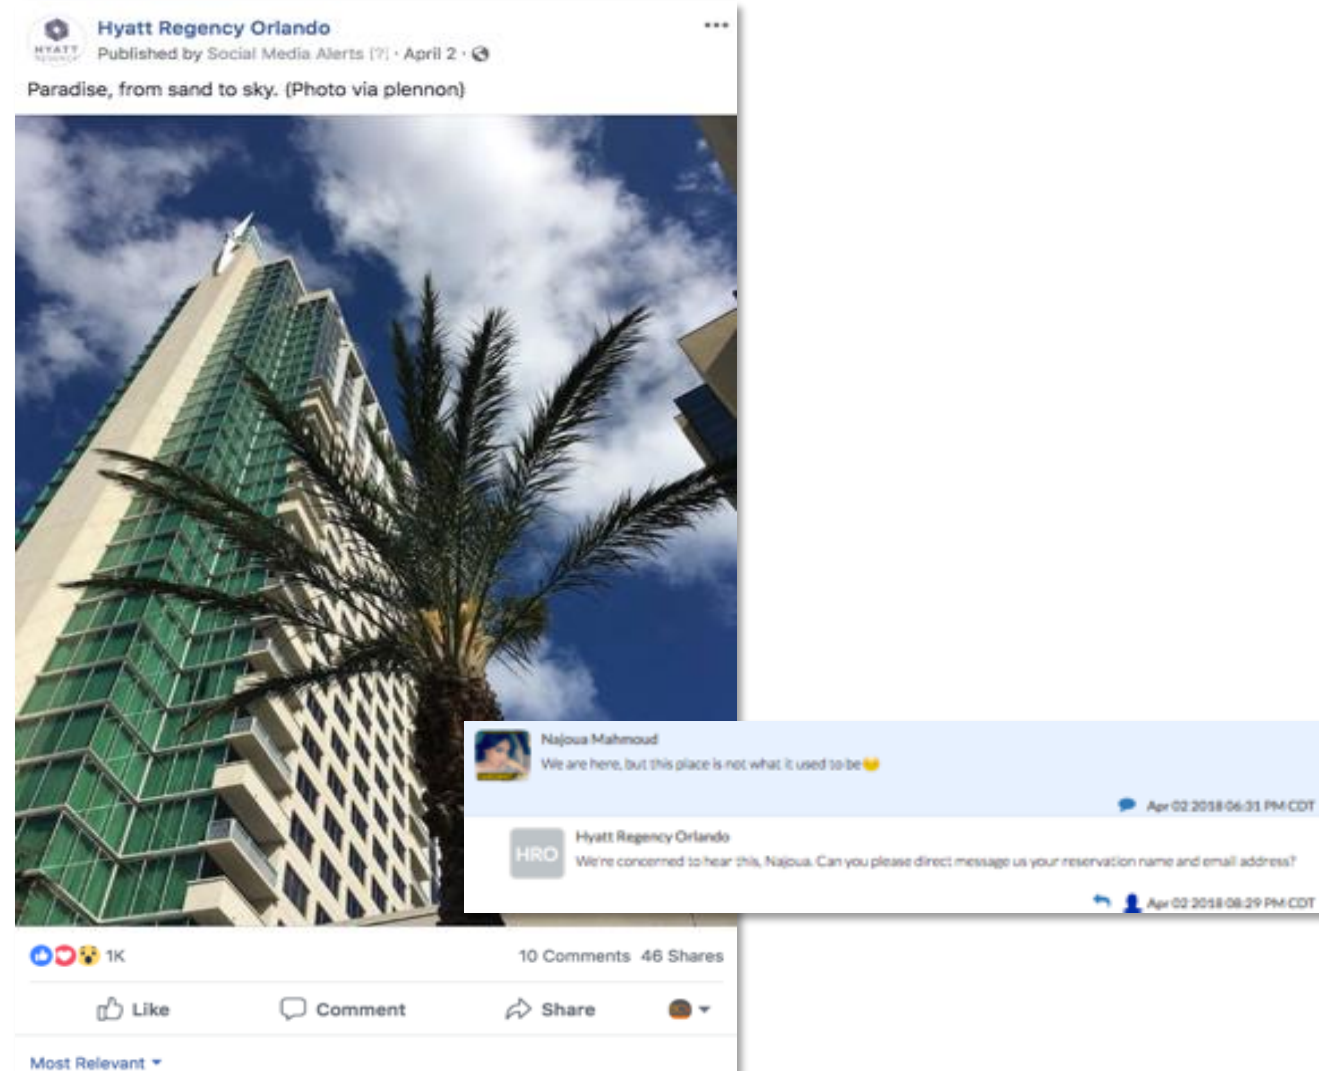 Hyatt Regency Orlando
HYATT
REGENCY
Published by Social Media Alerts [?] · April 2 ·
Paradise, from sand to sky. (Photo via plennon)
Najoua Mahmoud
We are here, but this place is not what it used to be
Apr 02 2018 06:31 PM CDT
HRO
Hyatt Regency Orlando
We're concerned to hear this, Najoua. Can you please direct message us your reservation name and email address?
Apr 02 2018 08:29 PM CDT
1K
10 Comments 46 Shares
Like Comment Share
Most Relevant